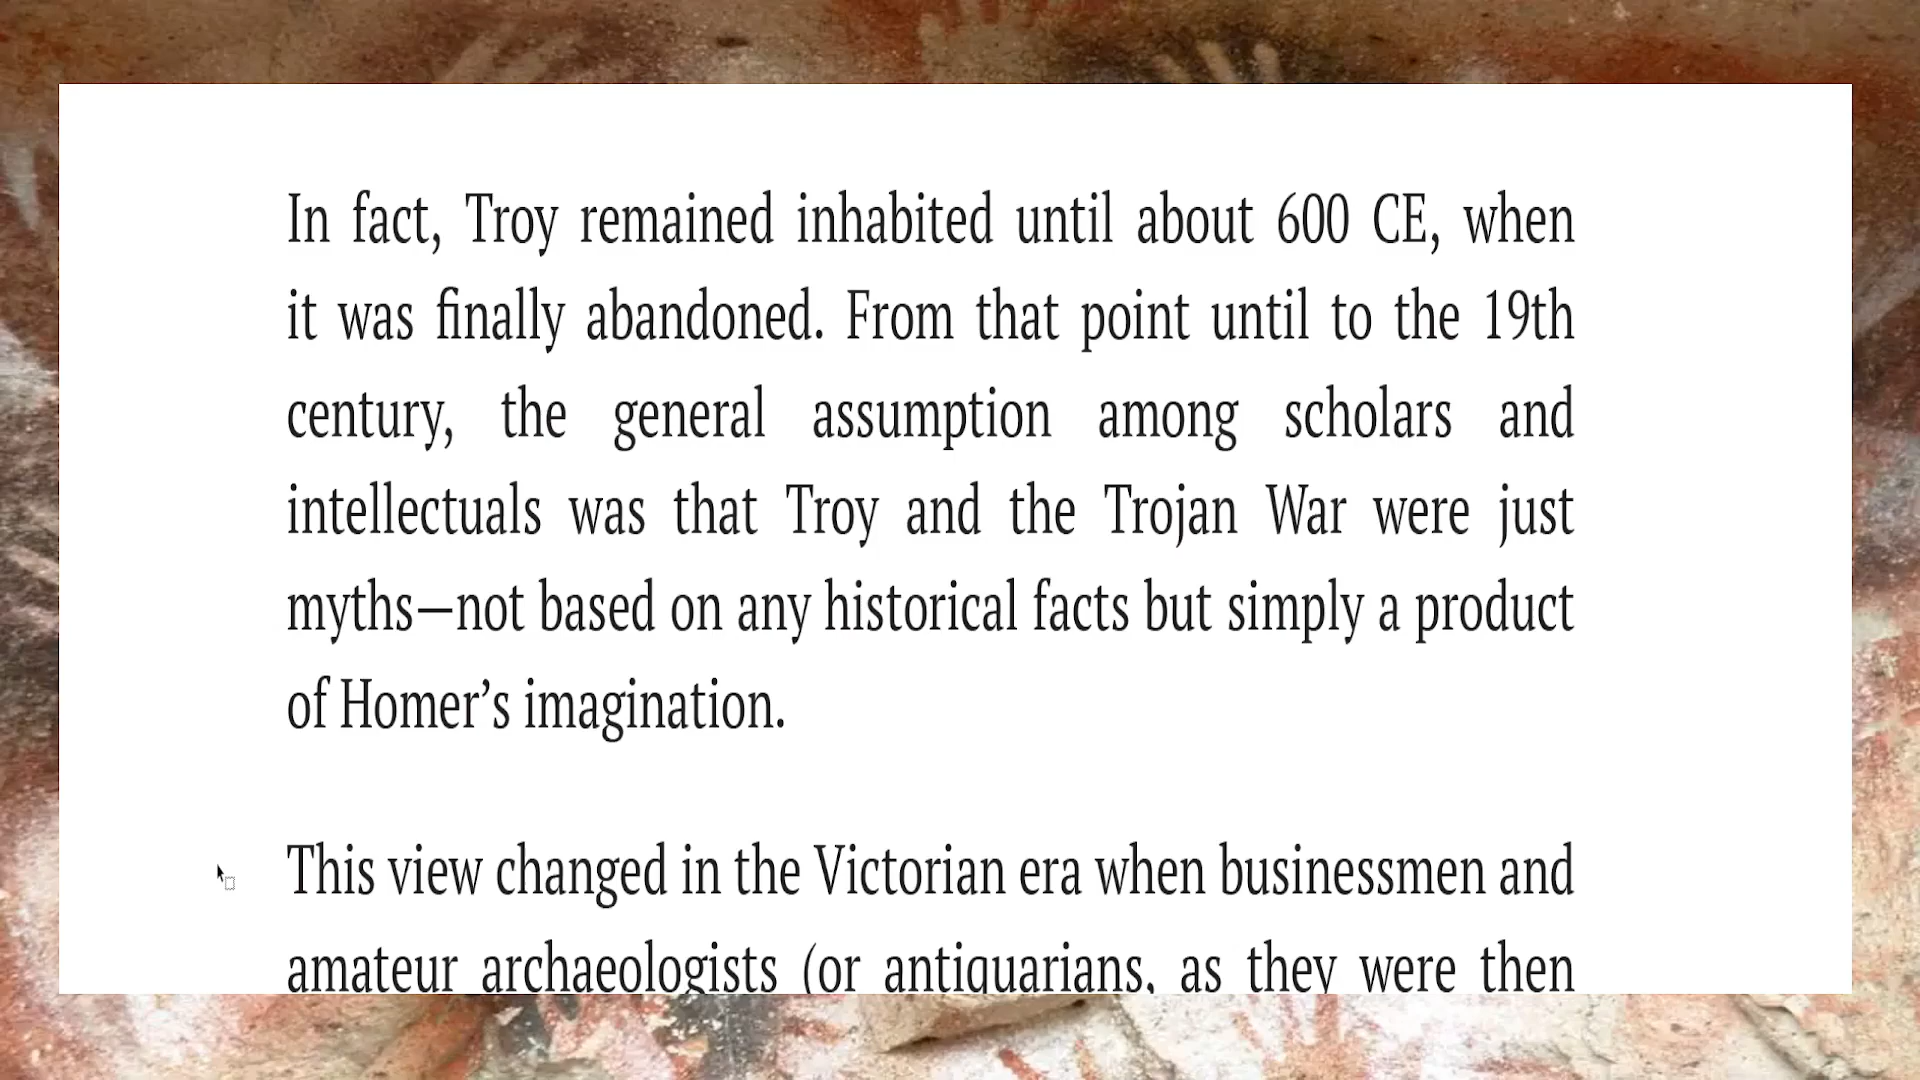 In fact, Troy remained inhabited until about 600 CE, when
it was finally abandoned. From that point until to the 19th
century, the general assumption among scholars and
intellectuals was that Troy and the Trojan War were just
myths—not based on any historical facts but simply a product
of Homer’s imagination.
This view changed in the Victorian era when businessmen and
amateur archaeologists (or antiquarians, as they were then